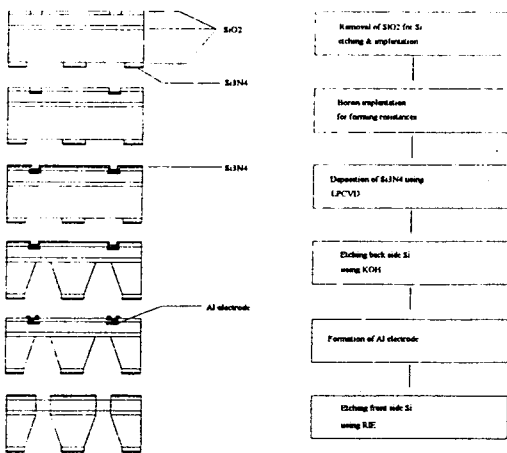 SiO2
Si3N4
Si3N4
Al electrode
Removal of SiO2 for Si
etching & implantation
Boron implantation
for forming resistances
Deposition of Si3N4 using
LPCVD
Etching back side Si
using KOH
Formation of Al electrode
Etching front side Si
using RIE